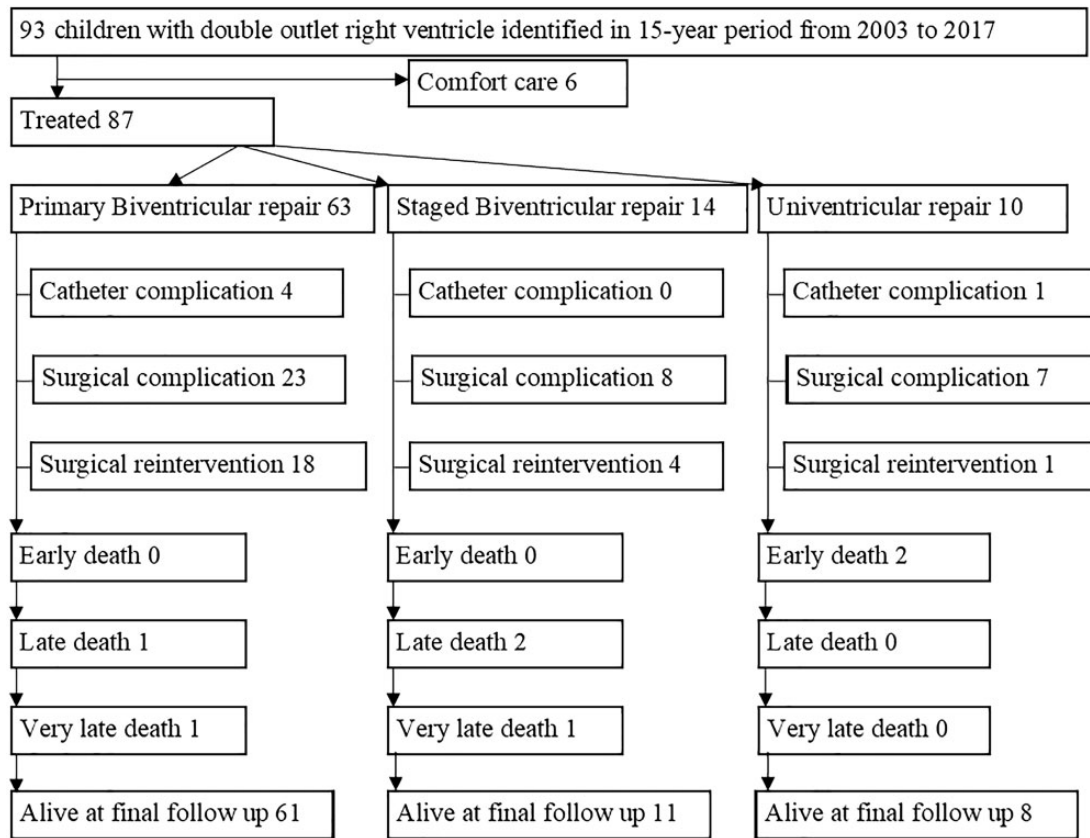 93 children with double outlet right ventricle identified in 15-year period from 2003 to 2017
Comfort care 6
Treated 87
Primary Biventricular repair 63
Staged Biventricular repair 14
Univentricular repair 10
Catheter complication 4
Catheter complication 0
Catheter complication 1
Surgical complication 23
Surgical complication 8
Surgical complication 7
Surgical reintervention 18
Surgical reintervention 4
Surgical reintervention 1
Early death 0
Early death 0
Early death 2
Late death 1
Late death 2
Late death 0
Very late death 1
Very late death 1
Very late death 0
Alive at final follow up 61
Alive at final follow up 11
Alive at final follow up 8